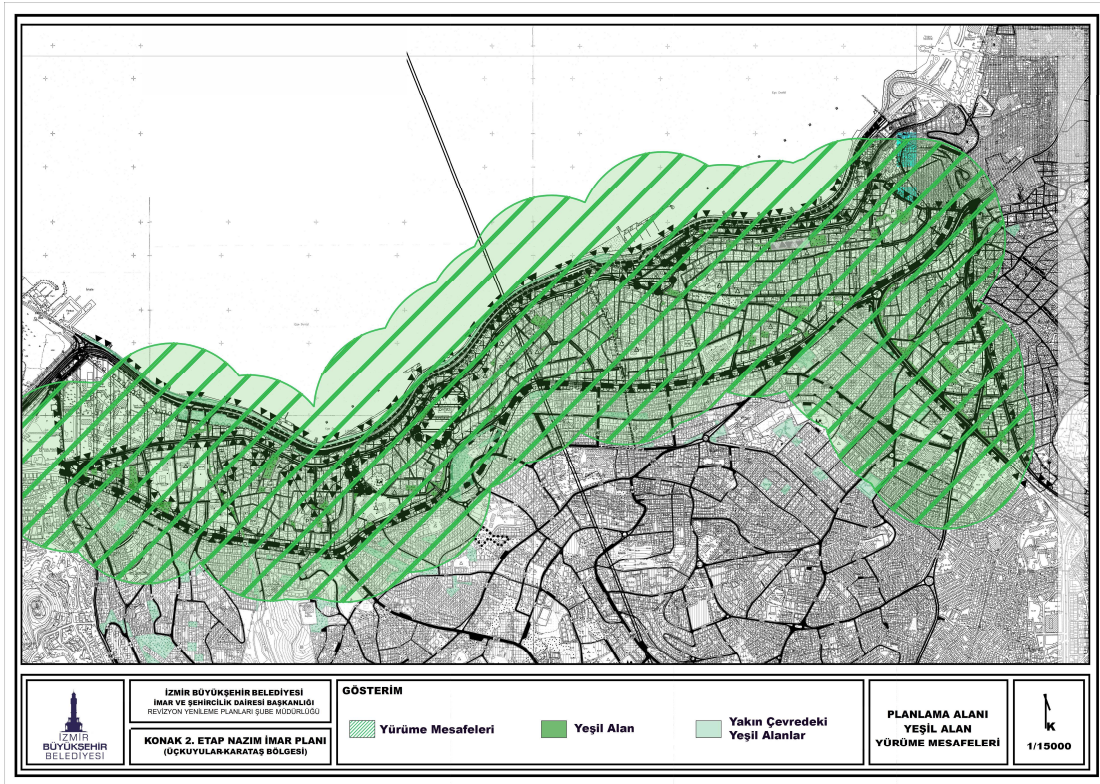 İZMİR
BÜYÜKŞEHİR
BELEDİYESİ
İZMİR BÜYÜKŞEHİR BELEDİYESİ
İMAR VE ŞEHİRCİLİK DAİRESİ BAŞKANLIĞI
REVİZYON YENİLEME PLANLARI ŞUBE MÜDÜRLÜĞÜ
KONAK 2. ETAP NAZIM İMAR PLANI
(ÜÇKUYULAR-KARATAŞ BÖLGESİ)
GÖSTERİM
Yürüme Mesafeleri
Yeşil Alan
Yakın Çevredeki
Yeşil Alanlar
PLANLAMA ALANI
YEŞİL ALAN
YÜRÜME MESAFELERİ
K
1/15000